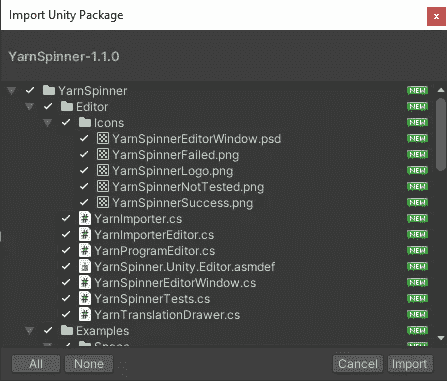 Import Unity Package
x
YarnSpinner-1.1.0
YarnSpinner NEW
Editor NEW
Icons NEW
YarnSpinnerEditorWindow.psd NEW
YarnSpinnerFailed.png NEW
YarnSpinnerLogo.png NEW
YarnSpinnerNotTested.png NEW
YarnSpinnerSuccess.png NEW
YarnImporter.cs NEW
YarnImporterEditor.cs NEW
YarnProgramEditor.cs NEW
YarnSpinner.Unity.Editor.asmdef NEW
YarnSpinnerEditorWindow.cs NEW
YarnSpinnerTests.cs NEW
YarnTranslationDrawer.cs NEW
Examples NEW
All None Cancel Import